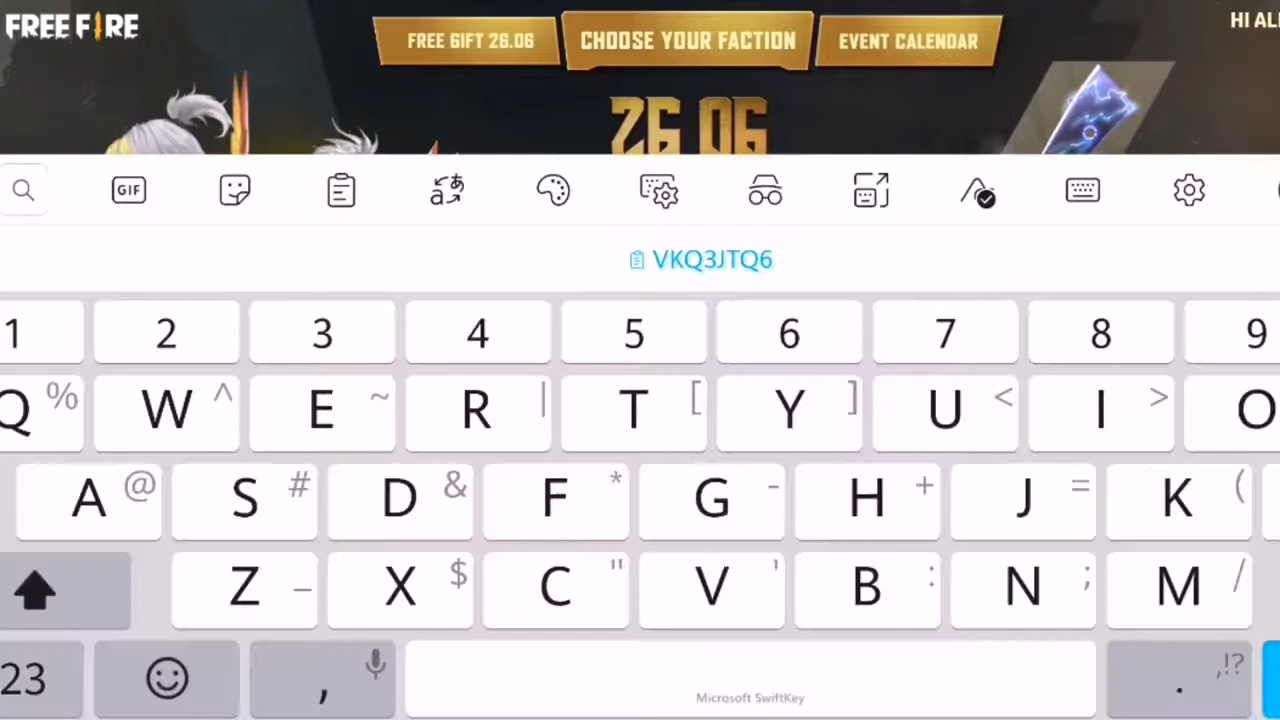 FREE FIRE
FREE GIFT 26.06
CHOOSE YOUR FACTION
EVENT CALENDAR
HI AL
26.06
GIF
VKQ3JTQ6
1 2 3 4 5 6 7 8 9
Q % W ^ E ~ R | T [ Y ] U < I > O
A @ S # D & F * G - H + J = K (
Z _ X $ C " V ' B : N ; M /
23 , . ,!?
Microsoft SwiftKey